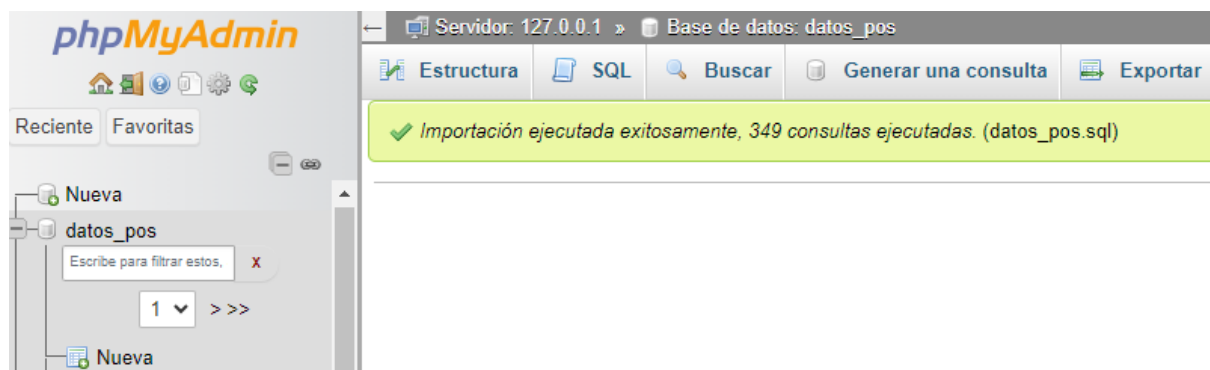 phpMyAdmin
Servidor: 127.0.0.1 » Base de datos: datos_pos
Estructura SQL Buscar Generar una consulta Exportar
Reciente Favoritas
Importación ejecutada exitosamente, 349 consultas ejecutadas. (datos_pos.sql)
Nueva
datos_pos
Escribe para filtrar estos, X
1 > >>
Nueva